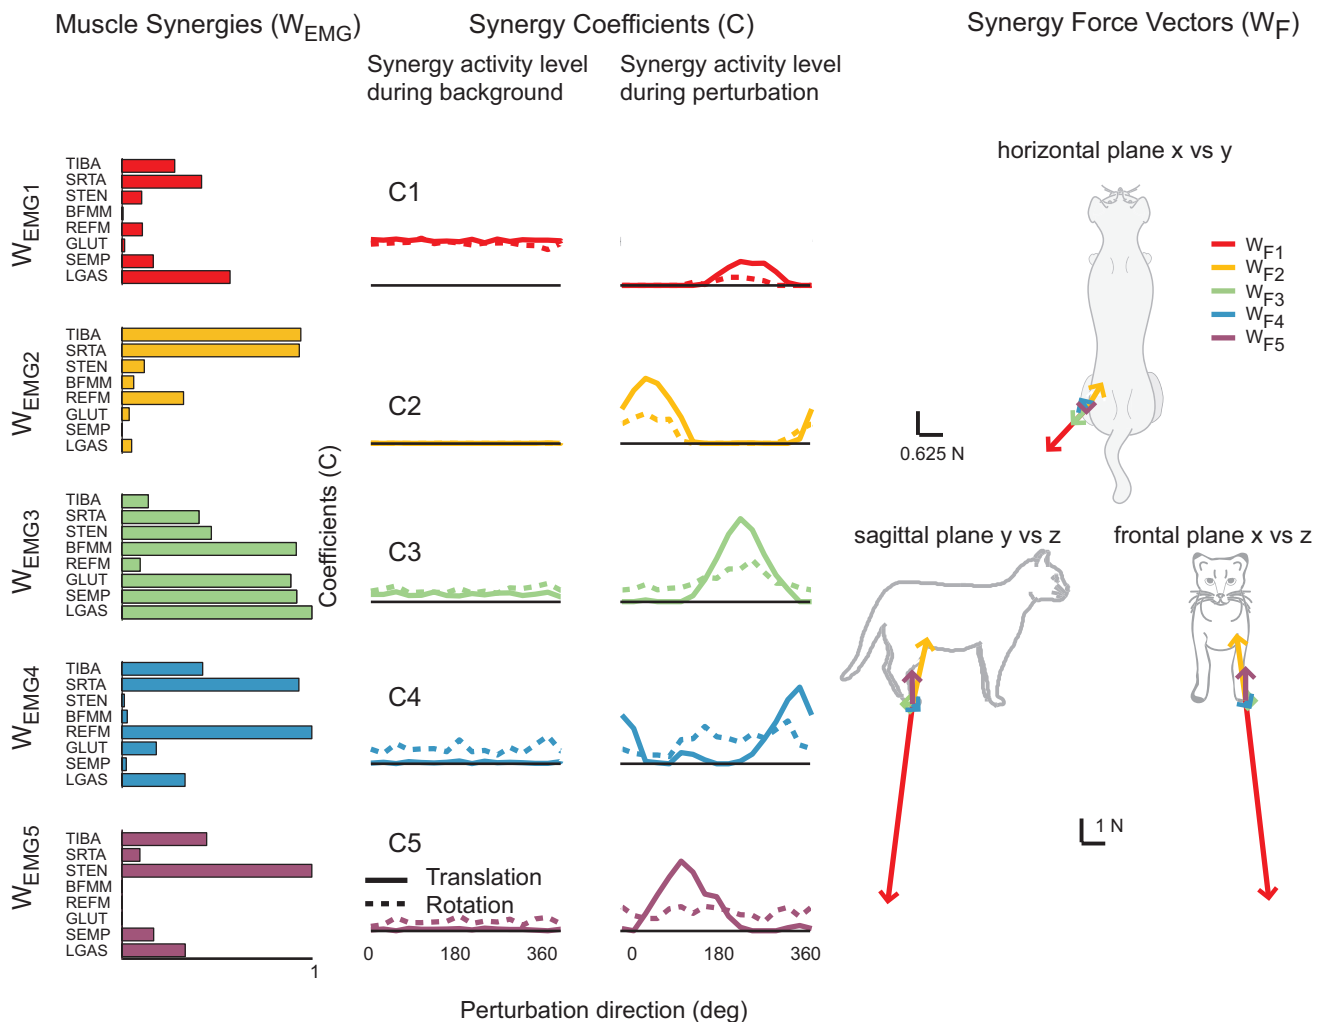 Muscle Synergies (WEMG)
Synergy Coefficients (C)
Synergy Force Vectors (WF)
Synergy activity level
during background
Synergy activity level
during perturbation
horizontal plane x vs y
WEMG1
TIBA
SRTA
STEN
BFMM
REFM
GLUT
SEMP
LGAS
C1
WF1
WF2
WF3
WF4
WF5
WEMG2
TIBA
SRTA
STEN
BFMM
REFM
GLUT
SEMP
LGAS
C2
0.625 N
Coefficients (C)
WEMG3
TIBA
SRTA
STEN
BFMM
REFM
GLUT
SEMP
LGAS
C3
sagittal plane y vs z
frontal plane x vs z
WEMG4
TIBA
SRTA
STEN
BFMM
REFM
GLUT
SEMP
LGAS
C4
1 N
WEMG5
TIBA
SRTA
STEN
BFMM
REFM
GLUT
SEMP
LGAS
1
C5
Translation
Rotation
0 180 360
0 180 360
Perturbation direction (deg)